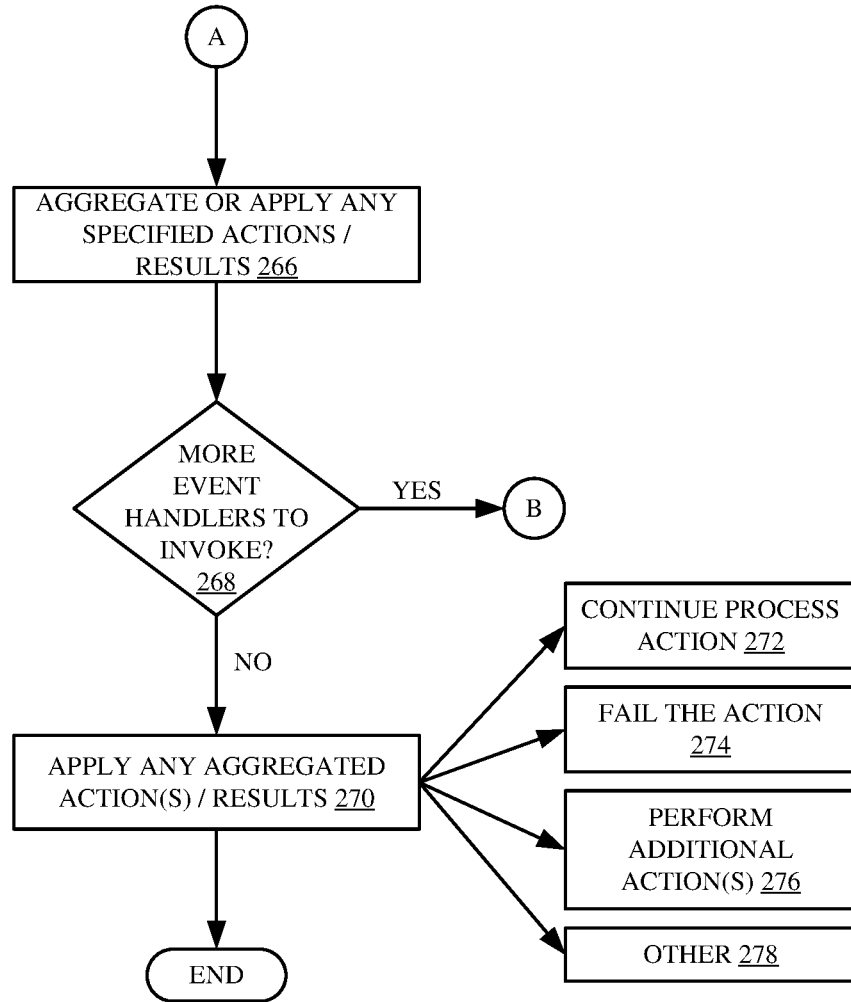 A
AGGREGATE OR APPLY ANY
SPECIFIED ACTIONS /
RESULTS 266
MORE
EVENT
HANDLERS TO
INVOKE?
268
YES
B
NO
APPLY ANY AGGREGATED
ACTION(S) / RESULTS 270
CONTINUE PROCESS
ACTION 272
FAIL THE ACTION
274
PERFORM
ADDITIONAL
ACTION(S) 276
OTHER 278
END